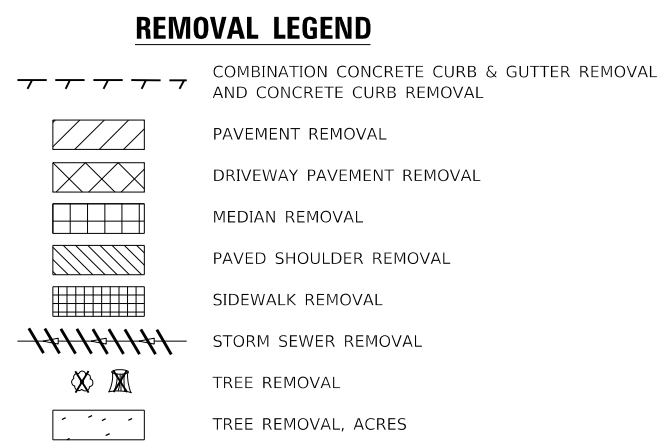 REMOVAL LEGEND
COMBINATION CONCRETE CURB & GUTTER REMOVAL
AND CONCRETE CURB REMOVAL
PAVEMENT REMOVAL
DRIVEWAY PAVEMENT REMOVAL
MEDIAN REMOVAL
PAVED SHOULDER REMOVAL
SIDEWALK REMOVAL
STORM SEWER REMOVAL
TREE REMOVAL
TREE REMOVAL, ACRES